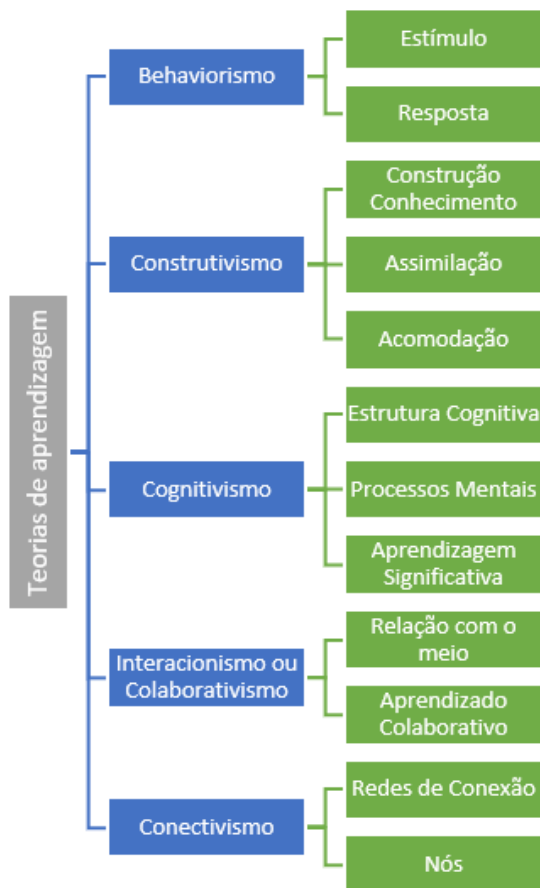 Teorias de aprendizagem
Behaviorismo
Estímulo
Resposta
Construtivismo
Construção
Conhecimento
Assimilação
Acomodação
Cognitivismo
Estrutura Cognitiva
Processos Mentais
Aprendizagem
Significativa
Interacionismo ou
Colaborativismo
Relação com o
meio
Aprendizado
Colaborativo
Conectivismo
Redes de Conexão
Nós